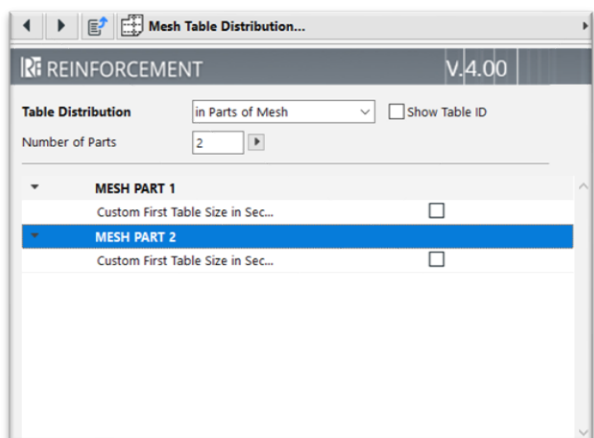 Mesh Table Distribution...
REINFORCEMENT V.4.00
Table Distribution in Parts of Mesh Show Table ID
Number of Parts 2
MESH PART 1
Custom First Table Size in Sec...
MESH PART 2
Custom First Table Size in Sec...